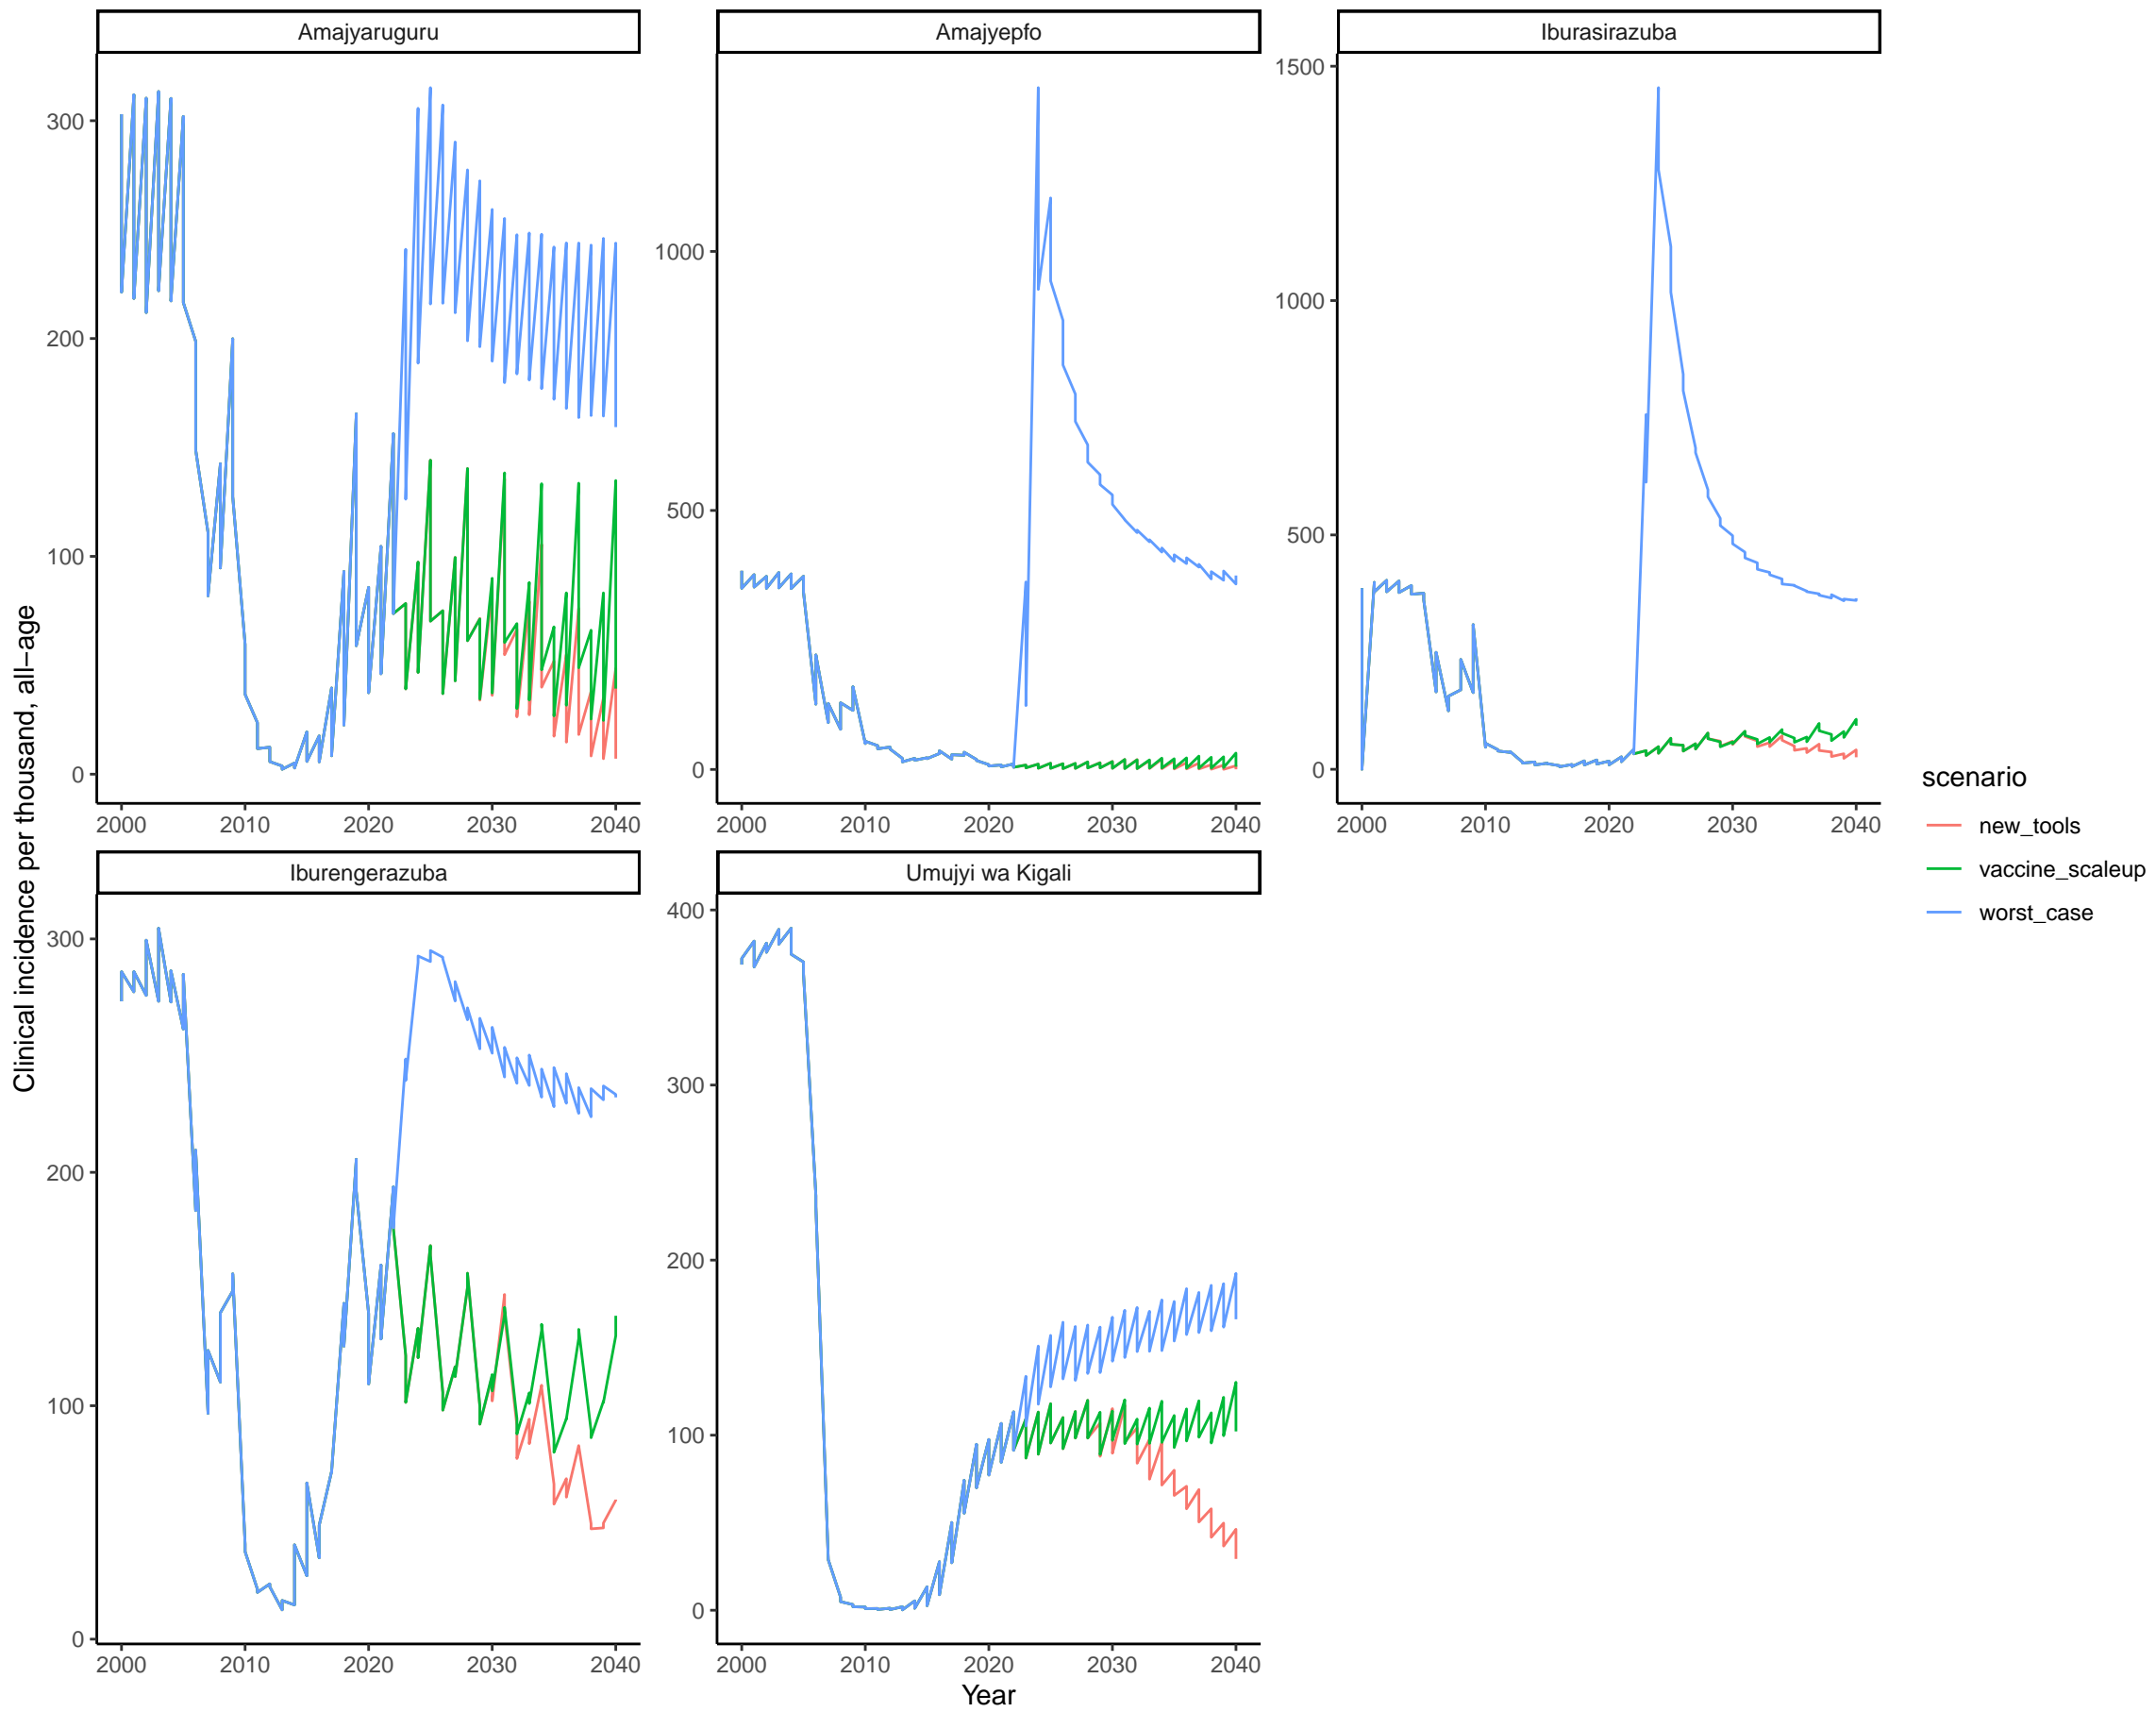 Amajyaruguru
Amajyepfo
Iburasirazuba
300
200
100
0
1000
500
0
1500
1000
500
0
2000 2010 2020 2030 2040
2000 2010 2020 2030 2040
2000 2010 2020 2030 2040
Iburengerazuba
Umujyi wa Kigali
300
200
100
0
400
300
200
100
0
2000 2010 2020 2030 2040
2000 2010 2020 2030 2040
Year
Clinical incidence per thousand, all−age
scenario
new_tools
vaccine_scaleup
worst_case